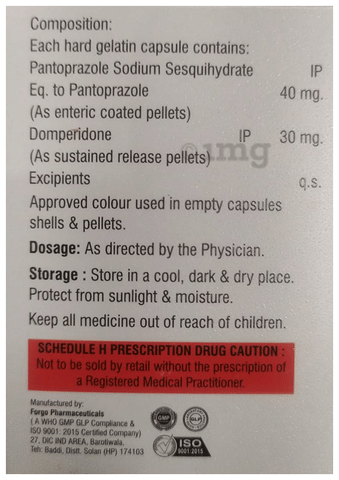 Composition:
Each hard gelatin capsule contains:
Pantoprazole Sodium Sesquihydrate IP
Eq. to Pantoprazole 40 mg.
(As enteric coated pellets)
Domperidone IP 30 mg.
(As sustained release pellets)
1mg
Excipients q.s.
Approved colour used in empty capsules
shells & pellets.
Dosage: As directed by the Physician.
Storage : Store in a cool, dark & dry place.
Protect from sunlight & moisture.
Keep all medicine out of reach of children.
SCHEDULE H PRESCRIPTION DRUG CAUTION :
Not to be sold by retail without the prescription of
a Registered Medical Practitioner.
Manufactured by:
Forgo Pharmaceuticals
( A WHO GMP GLP Compliance &
ISO 9001: 2015 Certified Company)
27, DIC IND AREA, Barotiwala,
Teh: Baddi, Distt. Solan (HP) 174103
GMP
GLP
ISO
9001:2015